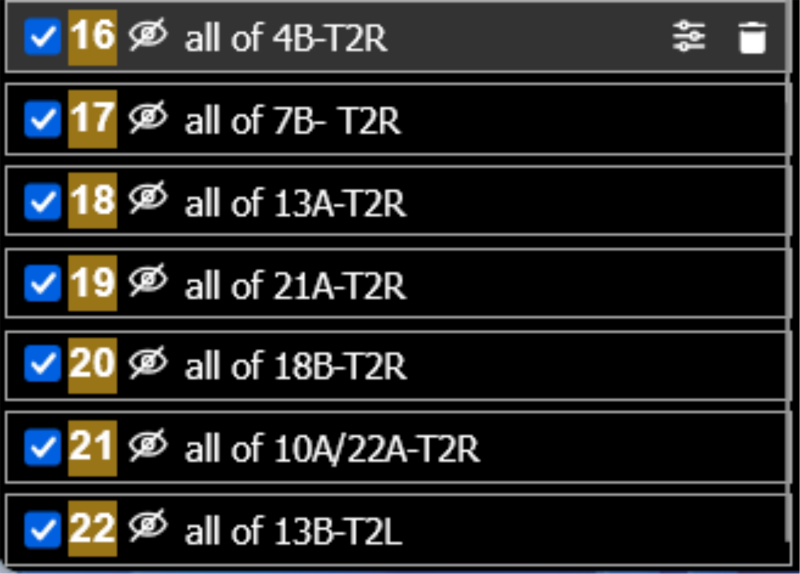 16 all of 4B-T2R
17 all of 7B- T2R
18 all of 13A-T2R
19 all of 21A-T2R
20 all of 18B-T2R
21 all of 10A/22A-T2R
22 all of 13B-T2L